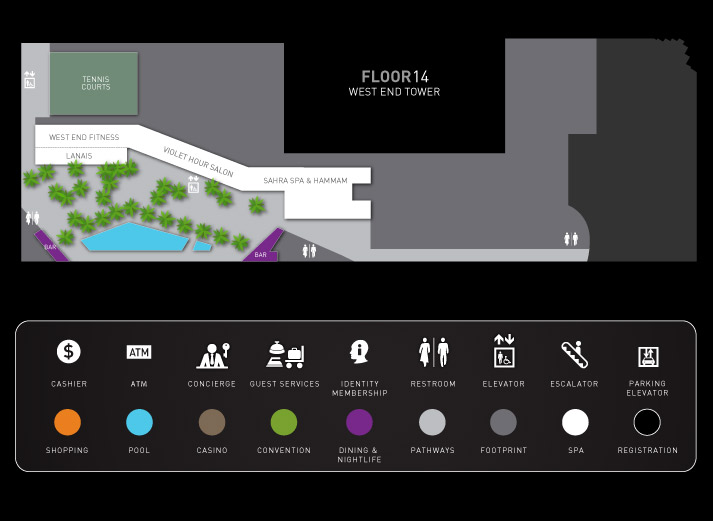 FLOOR14
WEST END TOWER
TENNIS
COURTS
WEST END FITNESS
LANAIS
VIOLET HOUR SALON
SAHRA SPA & HAMMAM
BAR
BAR
$
ATM
CASHIER
ATM
CONCIERGE
GUEST SERVICES
IDENTITY
MEMBERSHIP
RESTROOM
ELEVATOR
ESCALATOR
PARKING
ELEVATOR
SHOPPING
POOL
CASINO
CONVENTION
DINING &
NIGHTLIFE
PATHWAYS
FOOTPRINT
SPA
REGISTRATION